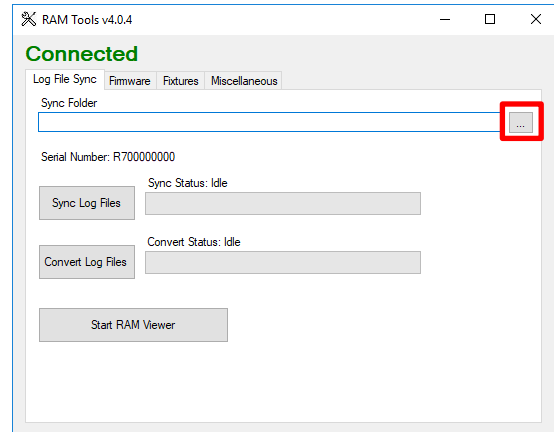 RAM Tools v4.0.4
Connected
Log File Sync Firmware Fixtures Miscellaneous
Sync Folder
...
Serial Number: R700000000
Sync Status: Idle
Sync Log Files
Convert Status: Idle
Convert Log Files
Start RAM Viewer